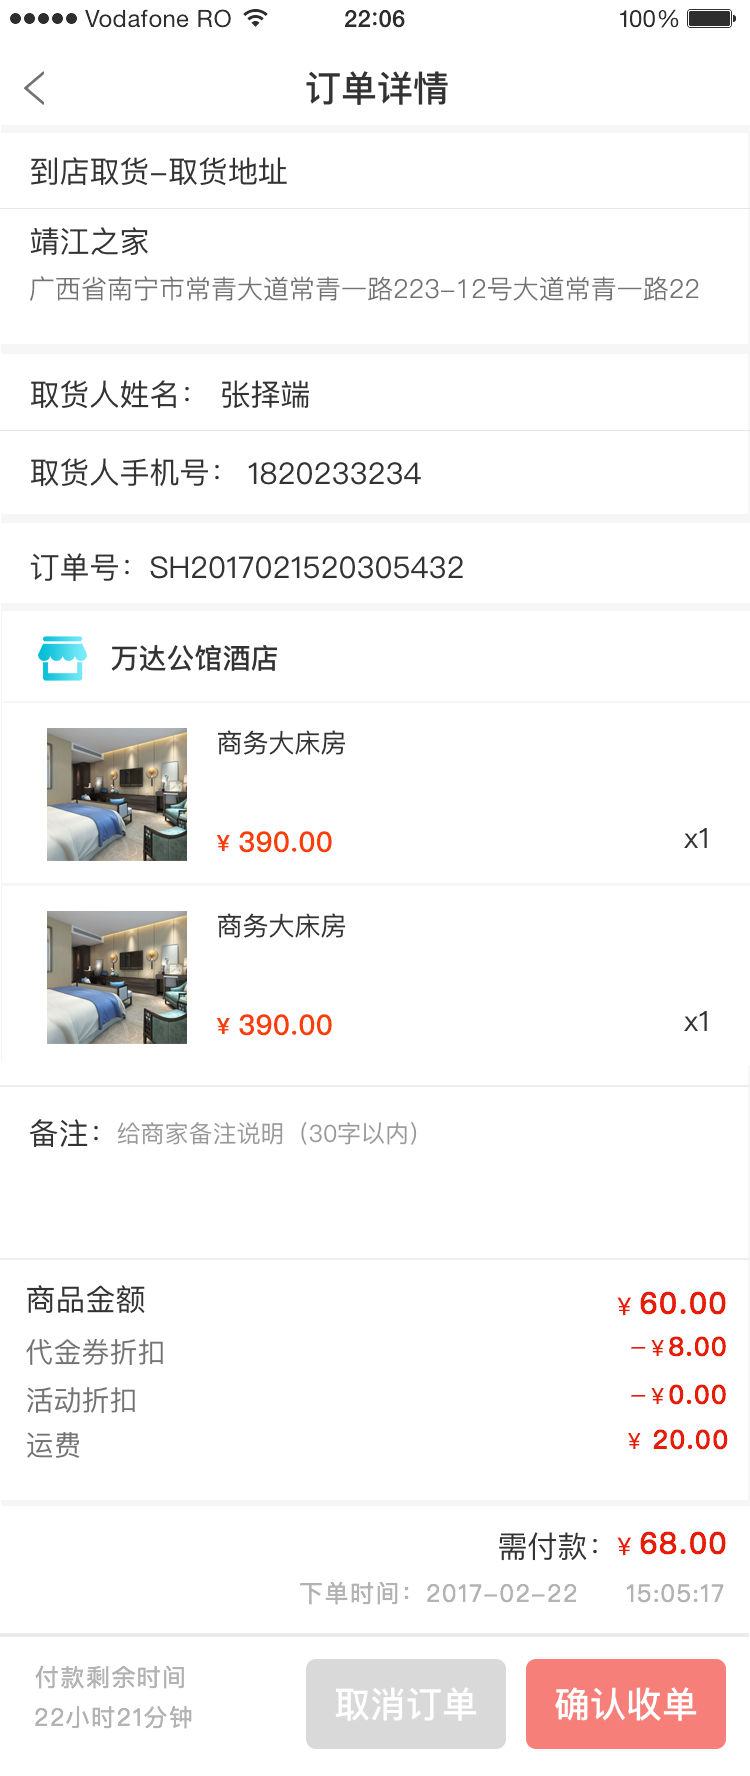 Vodafone RO 22:06 100%
订单详情
到店取货–取货地址
靖江之家
广西省南宁市常青大道常青一路223–12号大道常青一路22
取货人姓名： 张择端
取货人手机号： 1820233234
订单号：SH2017021520305432
万达公馆酒店
商务大床房
¥ 390.00 x1
商务大床房
¥ 390.00 x1
备注：给商家备注说明（30字以内）
商品金额 ¥ 60.00
代金券折扣 –¥8.00
活动折扣 –¥0.00
运费 ¥ 20.00
需付款：¥ 68.00
下单时间：2017–02–22 15:05:17
付款剩余时间
22小时21分钟
取消订单 确认收单